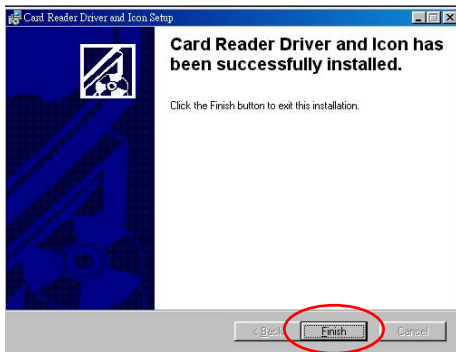 Card Reader Driver and Icon Setup
Card Reader Driver and Icon has
been successfully installed.
Click the Finish button to exit this installation.
< Back Finish Cancel